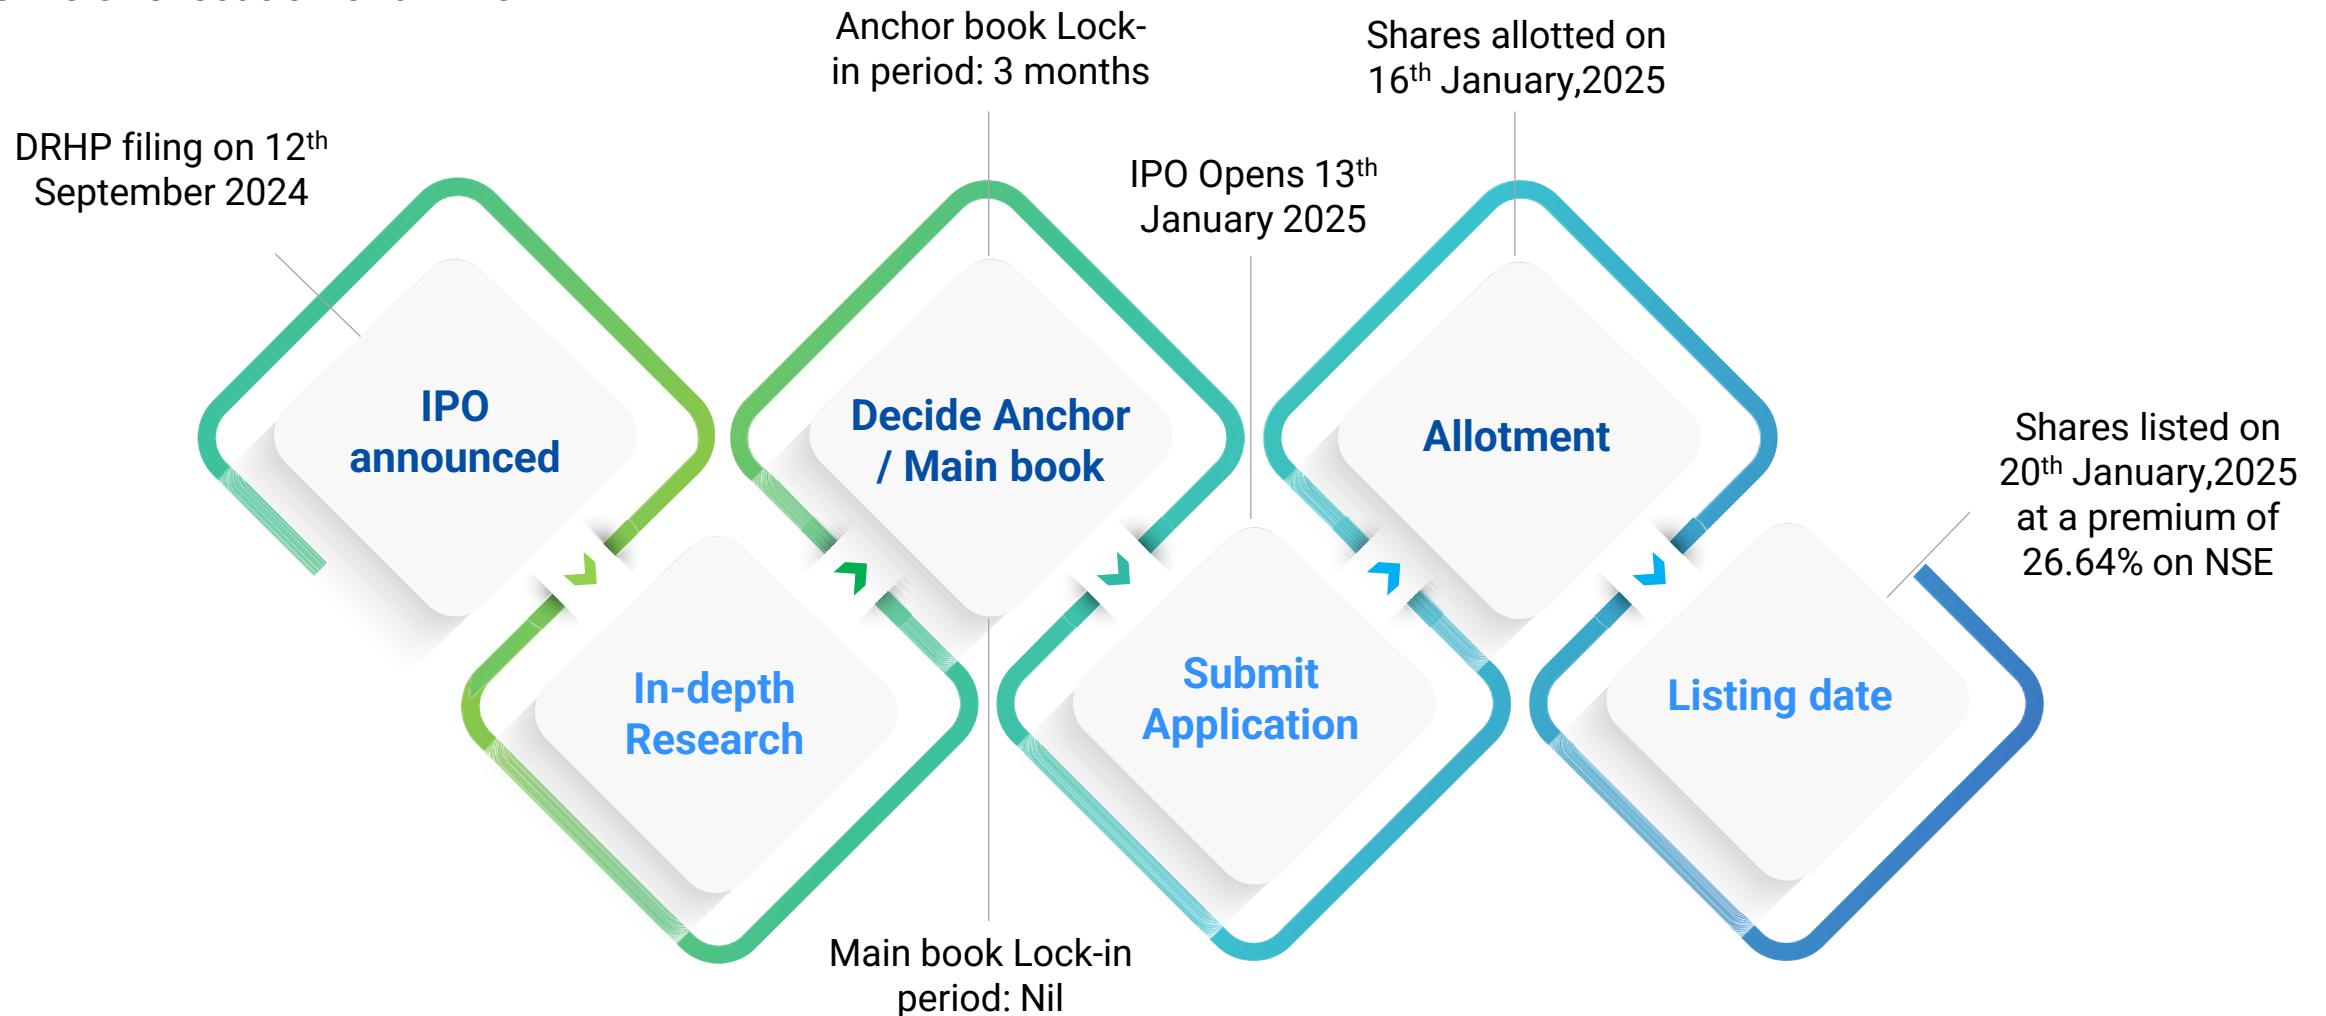 Anchor book Lock-
in period: 3 months
Shares allotted on
16th January,2025
DRHP filing on 12th
September 2024
IPO Opens 13th
January 2025
IPO
announced
Decide Anchor
/ Main book
Allotment
Shares listed on
20th January,2025
at a premium of
26.64% on NSE
In-depth
Research
Submit
Application
Listing date
Main book Lock-in
period: Nil